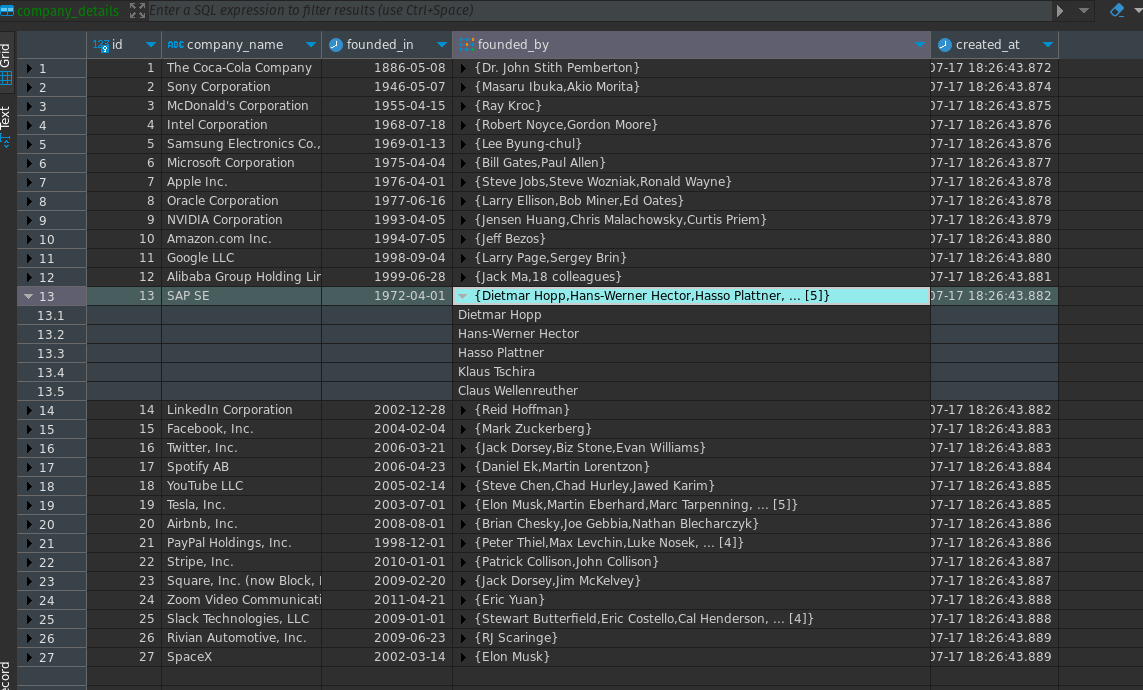 company_details Enter a SQL expression to filter results (use Ctrl+Space)
Grid
Text
123 id ABC company_name founded_in founded_by created_at
1 1 The Coca-Cola Company 1886-05-08 {Dr. John Stith Pemberton} 07-17 18:26:43.872
2 2 Sony Corporation 1946-05-07 {Masaru Ibuka,Akio Morita} 07-17 18:26:43.874
3 3 McDonald's Corporation 1955-04-15 {Ray Kroc} 07-17 18:26:43.875
4 4 Intel Corporation 1968-07-18 {Robert Noyce,Gordon Moore} 07-17 18:26:43.876
5 5 Samsung Electronics Co., 1969-01-13 {Lee Byung-chul} 07-17 18:26:43.876
6 6 Microsoft Corporation 1975-04-04 {Bill Gates,Paul Allen} 07-17 18:26:43.877
7 7 Apple Inc. 1976-04-01 {Steve Jobs,Steve Wozniak,Ronald Wayne} 07-17 18:26:43.878
8 8 Oracle Corporation 1977-06-16 {Larry Ellison,Bob Miner,Ed Oates} 07-17 18:26:43.878
9 9 NVIDIA Corporation 1993-04-05 {Jensen Huang,Chris Malachowsky,Curtis Priem} 07-17 18:26:43.879
10 10 Amazon.com Inc. 1994-07-05 {Jeff Bezos} 07-17 18:26:43.880
11 11 Google LLC 1998-09-04 {Larry Page,Sergey Brin} 07-17 18:26:43.880
12 12 Alibaba Group Holding Lir 1999-06-28 {Jack Ma,18 colleagues} 07-17 18:26:43.881
13 13 SAP SE 1972-04-01 {Dietmar Hopp,Hans-Werner Hector,Hasso Plattner, ... [5]} 07-17 18:26:43.882
13.1 Dietmar Hopp
13.2 Hans-Werner Hector
13.3 Hasso Plattner
13.4 Klaus Tschira
13.5 Claus Wellenreuther
14 14 LinkedIn Corporation 2002-12-28 {Reid Hoffman} 07-17 18:26:43.882
15 15 Facebook, Inc. 2004-02-04 {Mark Zuckerberg} 07-17 18:26:43.883
16 16 Twitter, Inc. 2006-03-21 {Jack Dorsey,Biz Stone,Evan Williams} 07-17 18:26:43.883
17 17 Spotify AB 2006-04-23 {Daniel Ek,Martin Lorentzon} 07-17 18:26:43.884
18 18 YouTube LLC 2005-02-14 {Steve Chen,Chad Hurley,Jawed Karim} 07-17 18:26:43.885
19 19 Tesla, Inc. 2003-07-01 {Elon Musk,Martin Eberhard,Marc Tarpenning, ... [5]} 07-17 18:26:43.885
20 20 Airbnb, Inc. 2008-08-01 {Brian Chesky,Joe Gebbia,Nathan Blecharczyk} 07-17 18:26:43.886
21 21 PayPal Holdings, Inc. 1998-12-01 {Peter Thiel,Max Levchin,Luke Nosek, ... [4]} 07-17 18:26:43.886
22 22 Stripe, Inc. 2010-01-01 {Patrick Collison,John Collison} 07-17 18:26:43.887
23 23 Square, Inc. (now Block, I 2009-02-20 {Jack Dorsey,Jim McKelvey} 07-17 18:26:43.887
24 24 Zoom Video Communicati 2011-04-21 {Eric Yuan} 07-17 18:26:43.888
25 25 Slack Technologies, LLC 2009-01-01 {Stewart Butterfield,Eric Costello,Cal Henderson, ... [4]} 07-17 18:26:43.888
26 26 Rivian Automotive, Inc. 2009-06-23 {RJ Scaringe} 07-17 18:26:43.889
27 27 SpaceX 2002-03-14 {Elon Musk} 07-17 18:26:43.889
ecord